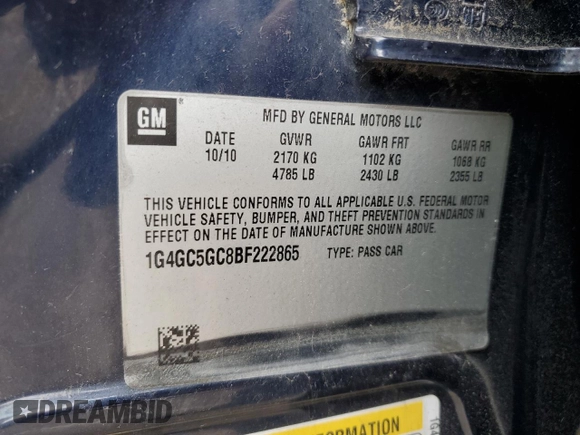 GM
MFD BY GENERAL MOTORS LLC
DATE GVWR GAWR FRT GAWR RR
10/10 2170 KG 1102 KG 1068 KG
4785 LB 2430 LB 2355 LB
THIS VEHICLE CONFORMS TO ALL APPLICABLE U.S. FEDERAL MOTOR
VEHICLE SAFETY, BUMPER, AND THEFT PREVENTION STANDARDS IN
EFFECT ON THE DATE OF MANUFACTURE SHOWN ABOVE.
1G4GC5GC8BF222865 TYPE: PASS CAR
INFORMATION
DREAMBID